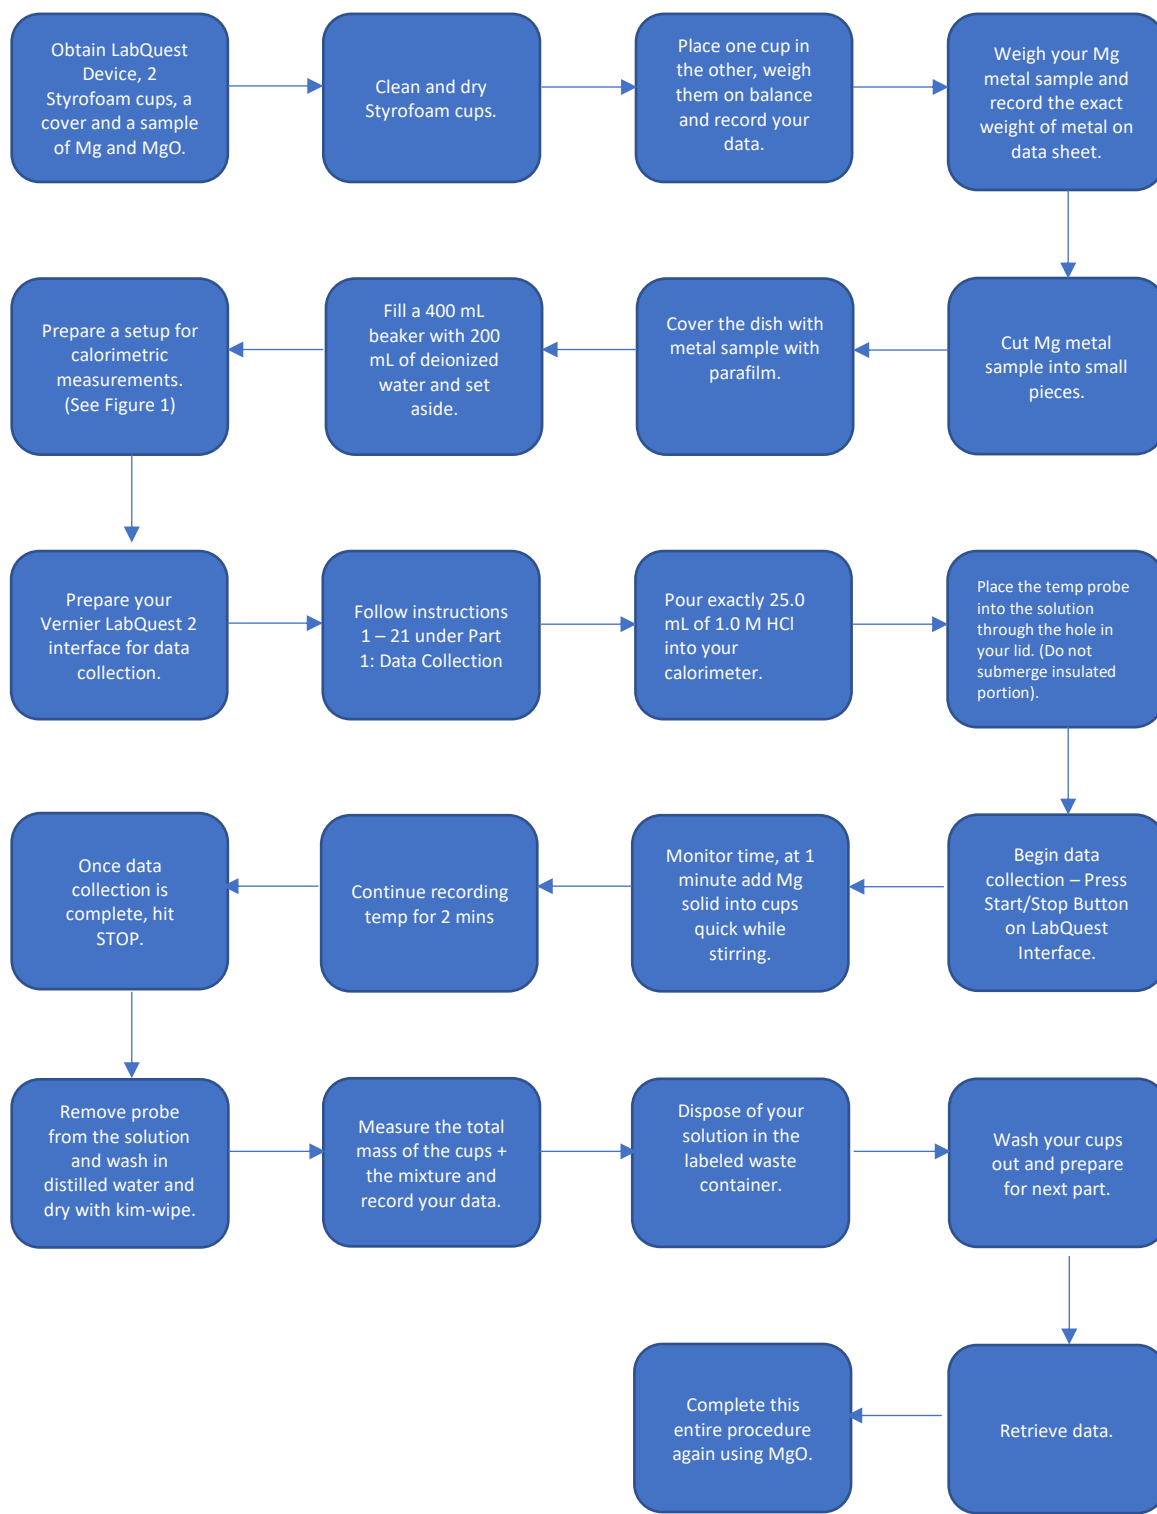 Obtain LabQuest
Device, 2
Styrofoam cups, a
cover and a sample
of Mg and MgO.
Clean and dry
Styrofoam cups.
Place one cup in
the other, weigh
them on balance
and record your
data.
Weigh your Mg
metal sample and
record the exact
weight of metal on
data sheet.
Cut Mg metal
sample into small
pieces.
Cover the dish with
metal sample with
parafilm.
Fill a 400 mL
beaker with 200
mL of deionized
water and set
aside.
Prepare a setup for
calorimetric
measurements.
(See Figure 1)
Prepare your
Vernier LabQuest 2
interface for data
collection.
Follow instructions
1 – 21 under Part
1: Data Collection
Pour exactly 25.0
mL of 1.0 M HCl
into your
calorimeter.
Place the temp probe
into the solution
through the hole in
your lid. (Do not
submerge insulated
portion).
Begin data
collection – Press
Start/Stop Button
on LabQuest
Interface.
Monitor time, at 1
minute add Mg
solid into cups
quick while
stirring.
Continue recording
temp for 2 mins
Once data
collection is
complete, hit
STOP.
Remove probe
from the solution
and wash in
distilled water and
dry with kim-wipe.
Measure the total
mass of the cups +
the mixture and
record your data.
Dispose of your
solution in the
labeled waste
container.
Wash your cups
out and prepare
for next part.
Retrieve data.
Complete this
entire procedure
again using MgO.